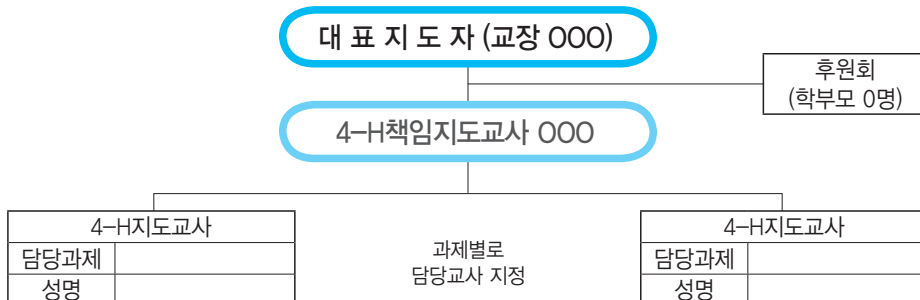 대 표 지 도 자 (교장 OOO)
후원회
(학부모 0명)
4-H책임지도교사 OOO
4-H지도교사
담당과제
성명
과제별로
담당교사 지정
4-H지도교사
담당과제
성명